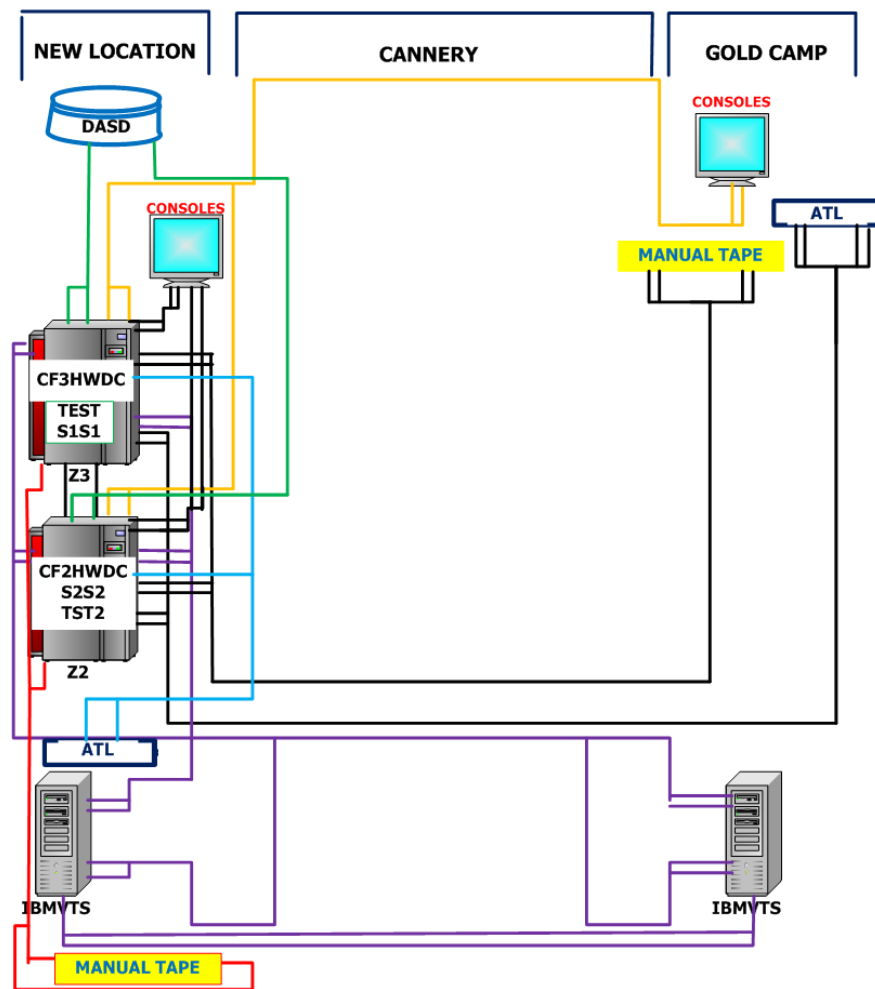 NEW LOCATION
CANNERY
GOLD CAMP
DASD
CONSOLES
CONSOLES
ATL
MANUAL TAPE
CF3HWDC
TEST
S1S1
Z3
CF2HWDC
S2S2
TST2
Z2
ATL
IBMVTS
IBMVTS
MANUAL TAPE